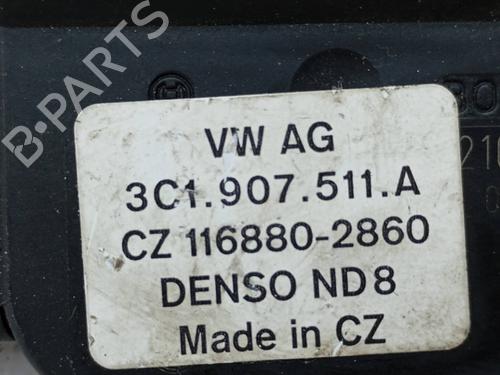 B-PARTS
VW AG
3C1.907.511.A
CZ 116880-2860
DENSO ND8
Made in CZ